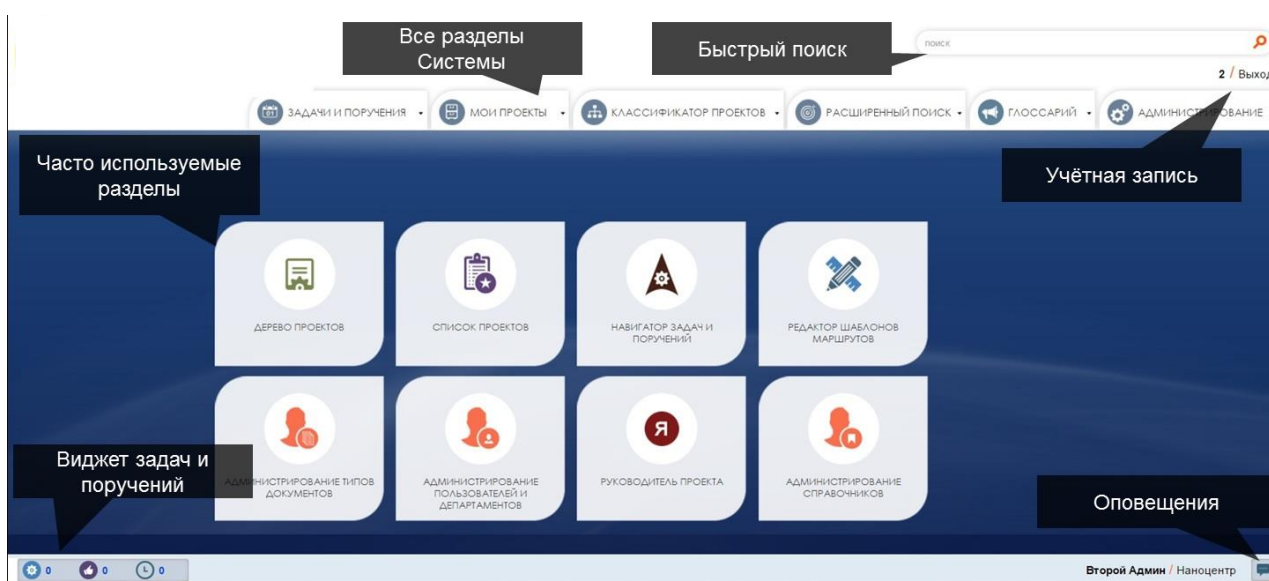 Все разделы
Системы
Быстрый поиск
поиск
2 / Выход
ЗАДАЧИ И ПОРУЧЕНИЯ
МОИ ПРОЕКТЫ
КЛАССИФИКАТОР ПРОЕКТОВ
РАСШИРЕННЫЙ ПОИСК
ГЛОССАРИЙ
АДМИНИСТРИРОВАНИЕ
Часто используемые
разделы
Учётная запись
ДЕРЕВО ПРОЕКТОВ
СПИСОК ПРОЕКТОВ
НАВИГАТОР ЗАДАЧ И
ПОРУЧЕНИЙ
РЕДАКТОР ШАБЛОНОВ
МАРШРУТОВ
Виджет задач и
поручений
АДМИНИСТРИРОВАНИЕ ТИПОВ
ДОКУМЕНТОВ
АДМИНИСТРИРОВАНИЕ
ПОЛЬЗОВАТЕЛЕЙ И
ДЕПАРТАМЕНТОВ
Я
РУКОВОДИТЕЛЬ ПРОЕКТА
АДМИНИСТРИРОВАНИЕ
СПРАВОЧНИКОВ
Оповещения
0
0
0
Второй Админ / Наноцентр